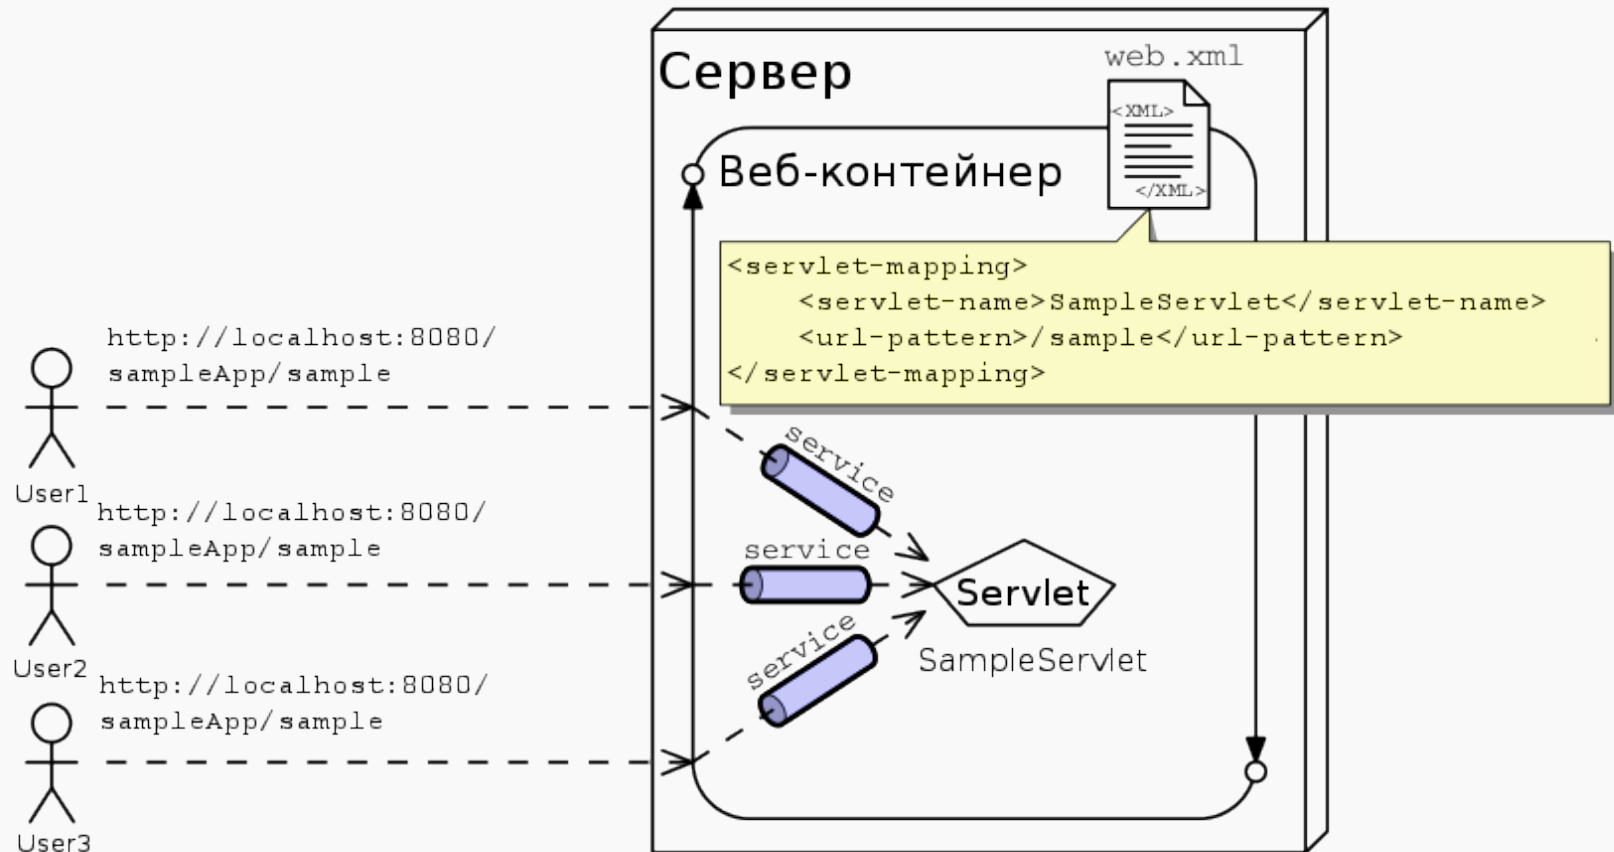 Сервер
web.xml
<XML>
</XML>
Веб-контейнер
<servlet-mapping>
<servlet-name>SampleServlet</servlet-name>
<url-pattern>/sample</url-pattern>
</servlet-mapping>
http://localhost:8080/
sampleApp/sample
User1
service
http://localhost:8080/
sampleApp/sample
User2
service
Servlet
SampleServlet
http://localhost:8080/
sampleApp/sample
User3
service